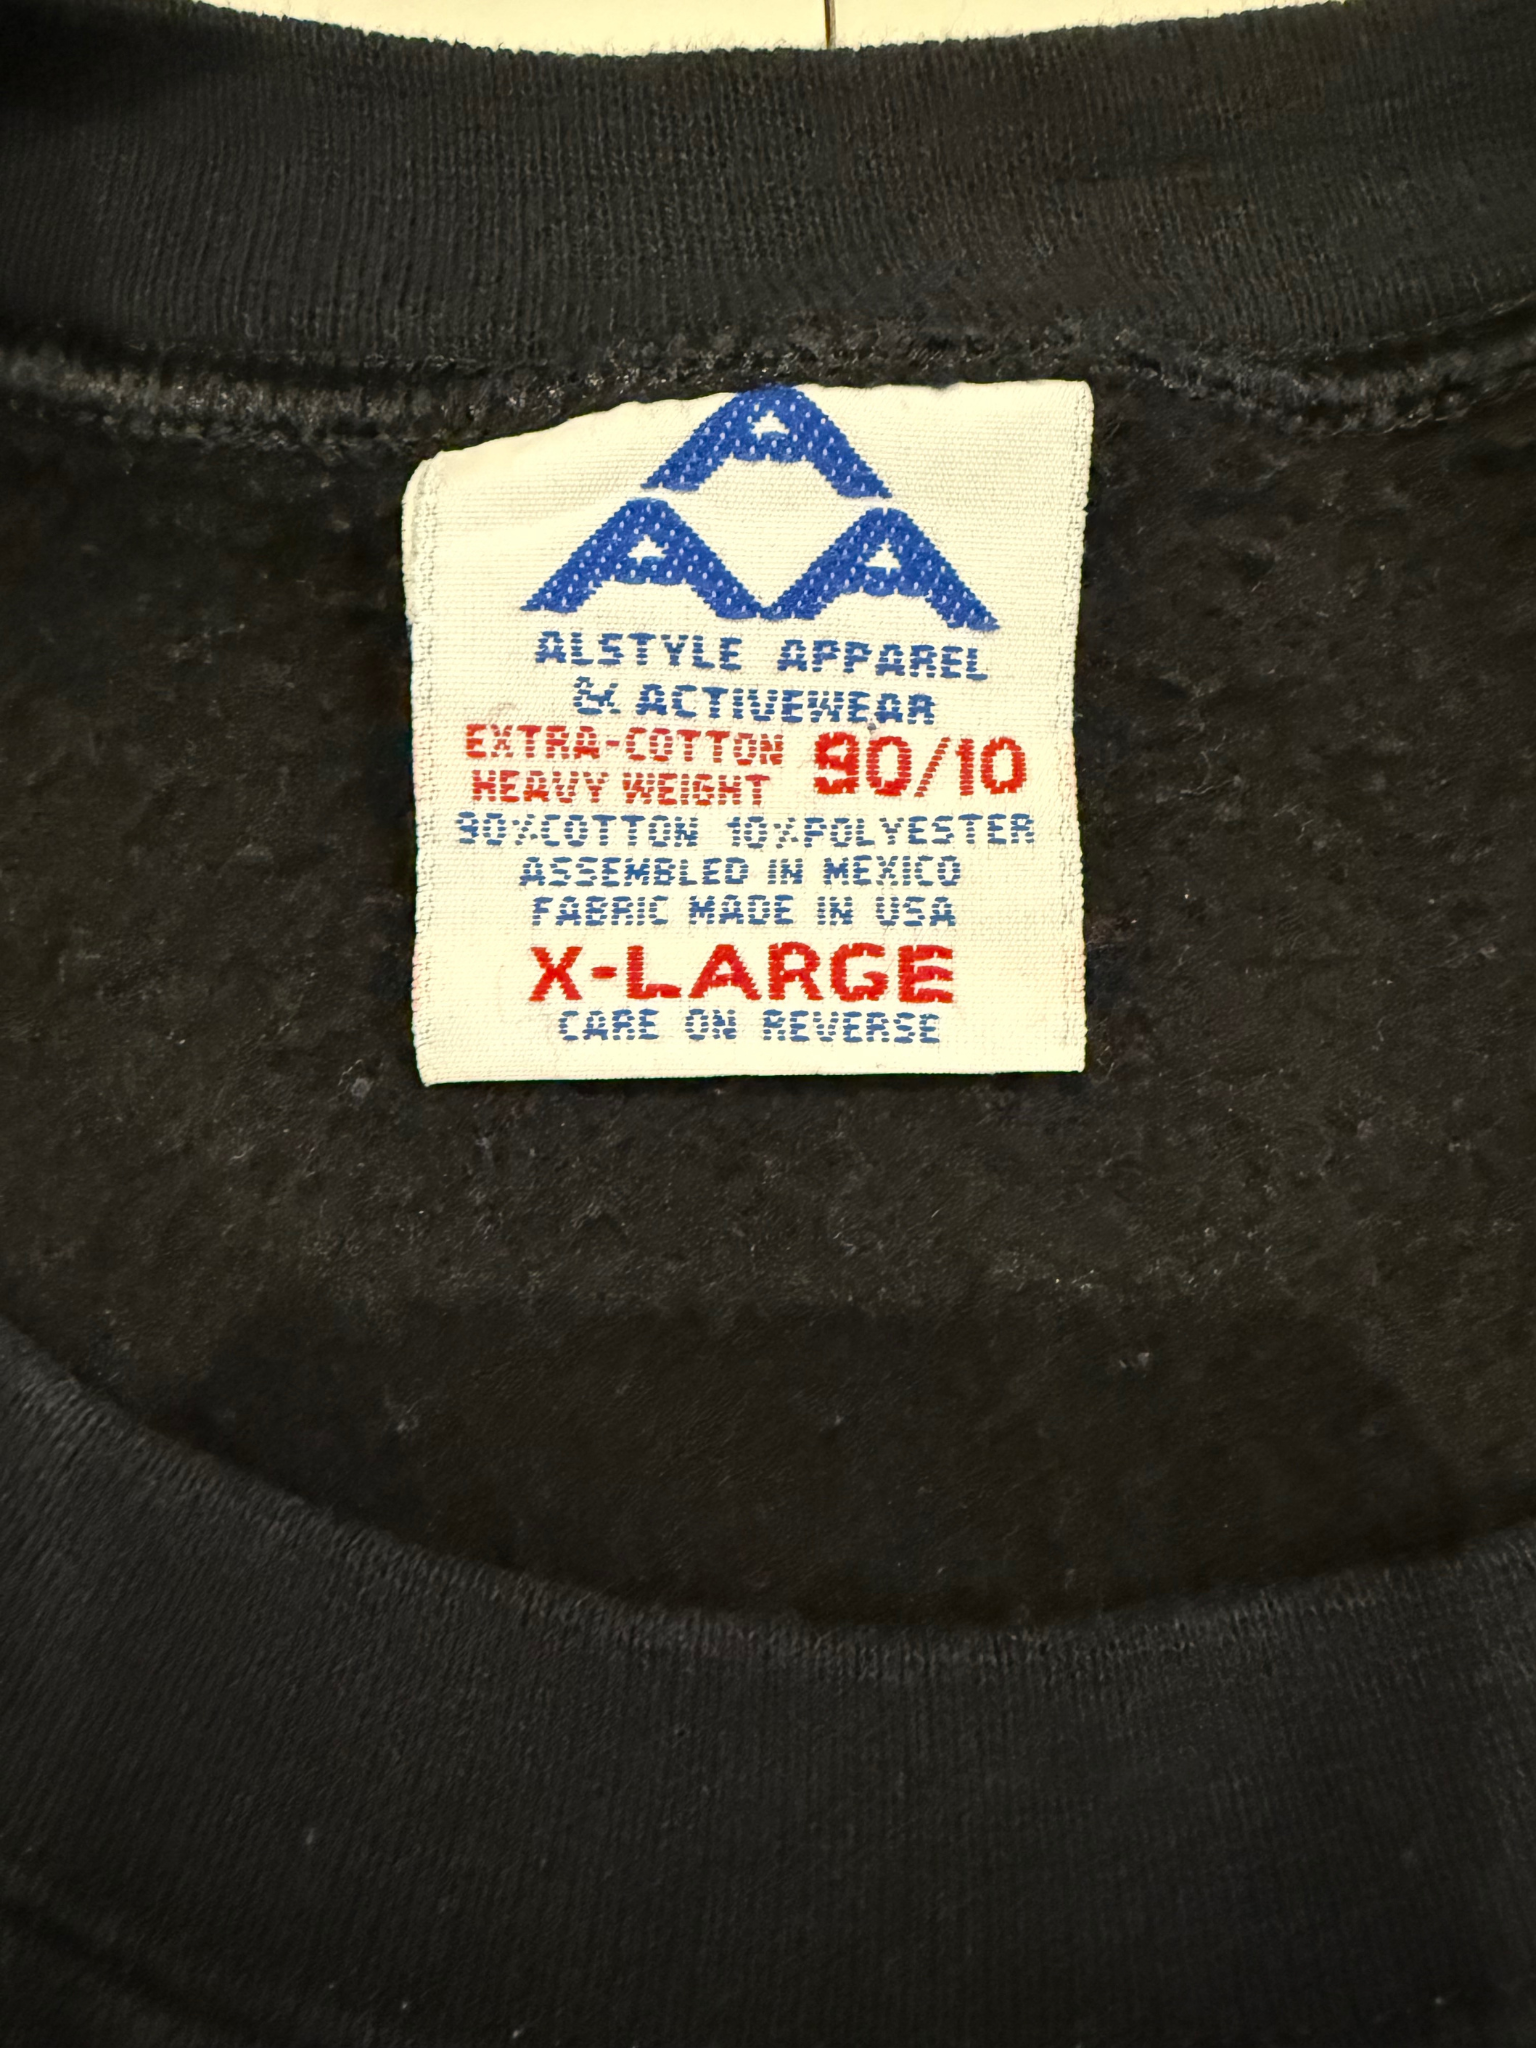 A
A A
ALSTYLE APPAREL
& ACTIVEWEAR
EXTRA-COTTON
HEAVY WEIGHT 90/10
90%COTTON 10%POLYESTER
ASSEMBLED IN MEXICO
FABRIC MADE IN USA
X-LARGE
CARE ON REVERSE